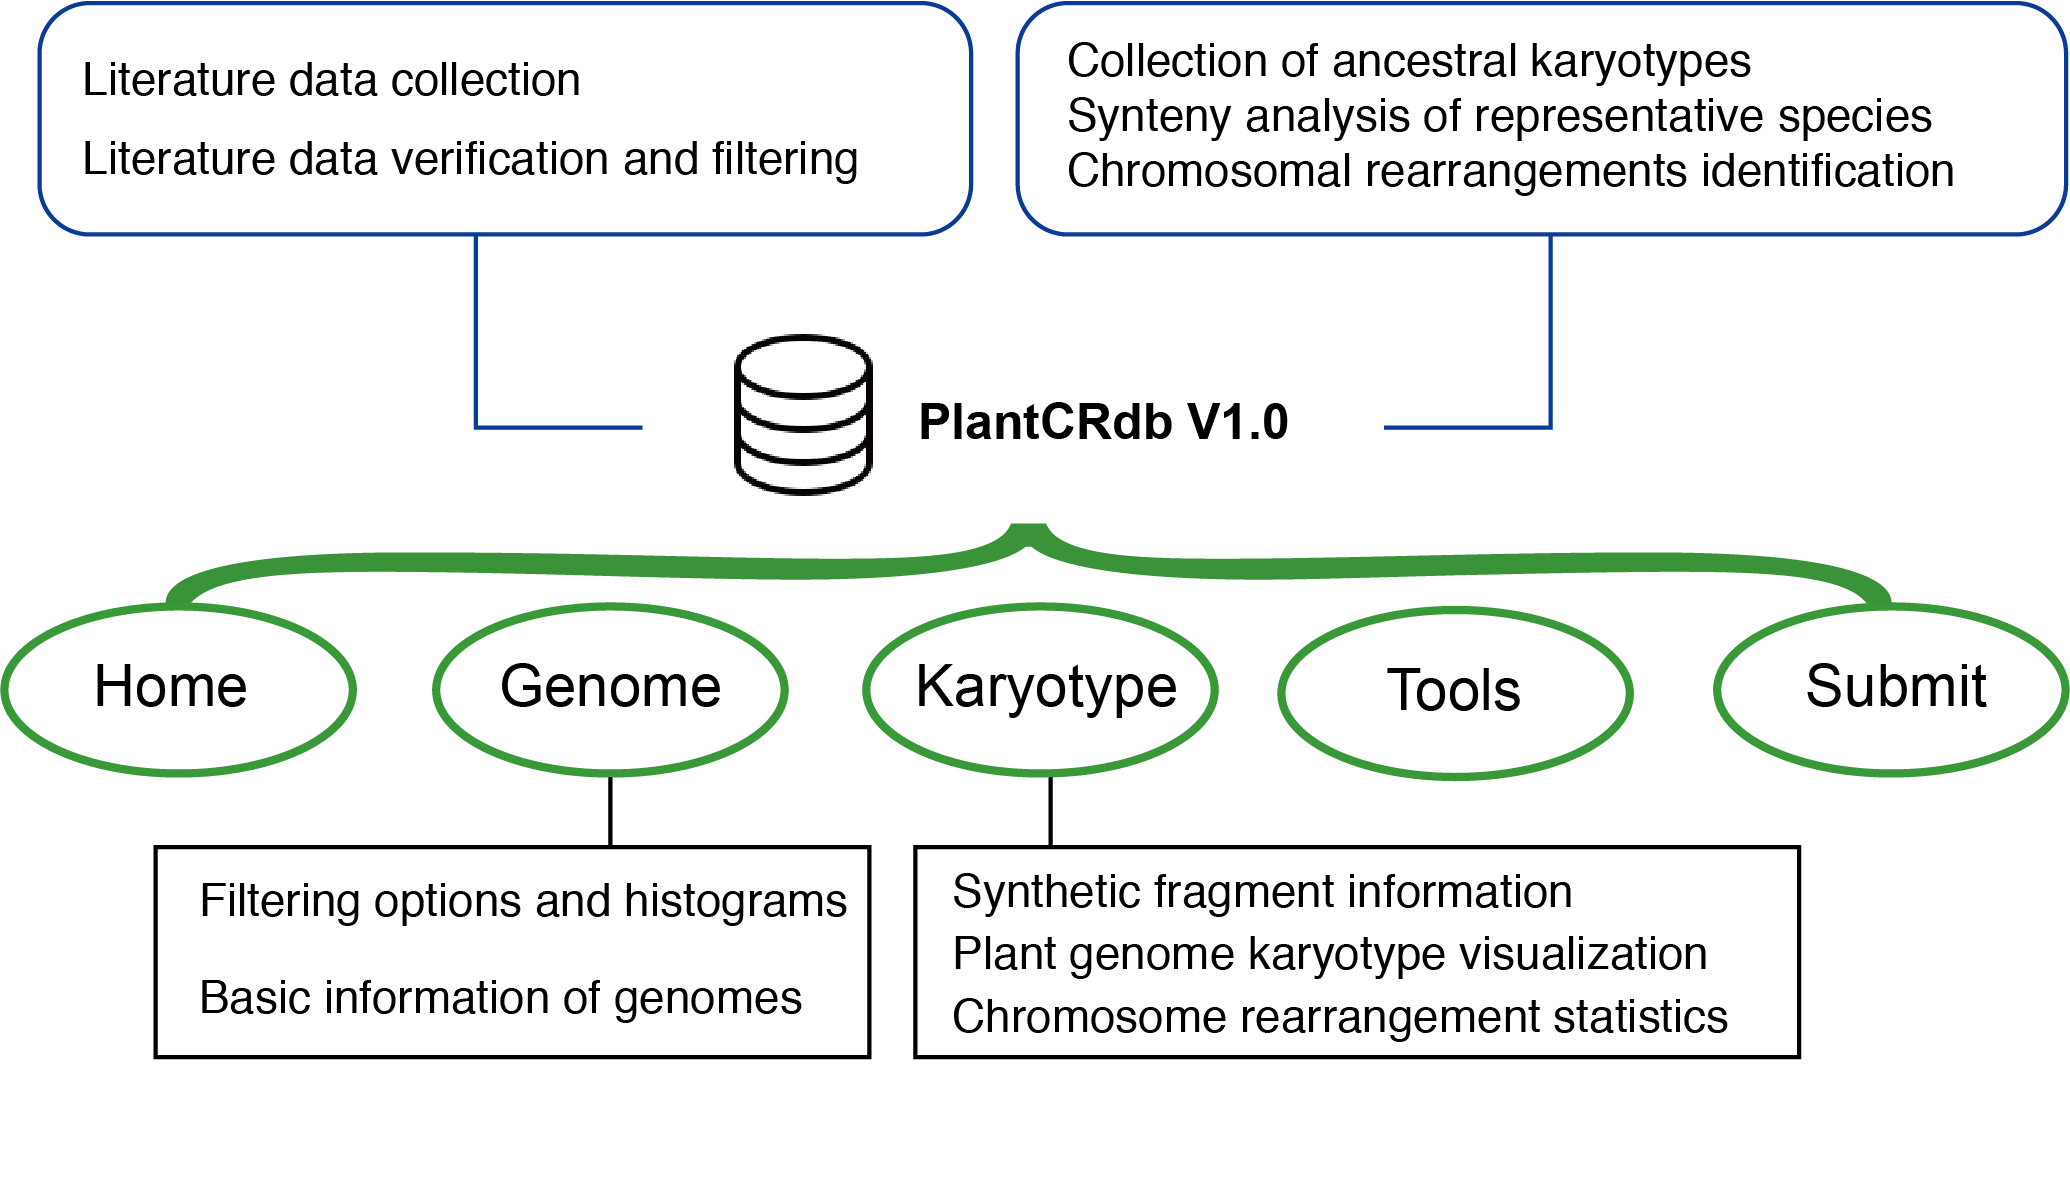 Literature data collection
Literature data verification and filtering
Collection of ancestral karyotypes
Synteny analysis of representative species
Chromosomal rearrangements identification
PlantCRdb V1.0
Home
Genome
Karyotype
Tools
Submit
Filtering options and histograms
Basic information of genomes
Synthetic fragment information
Plant genome karyotype visualization
Chromosome rearrangement statistics